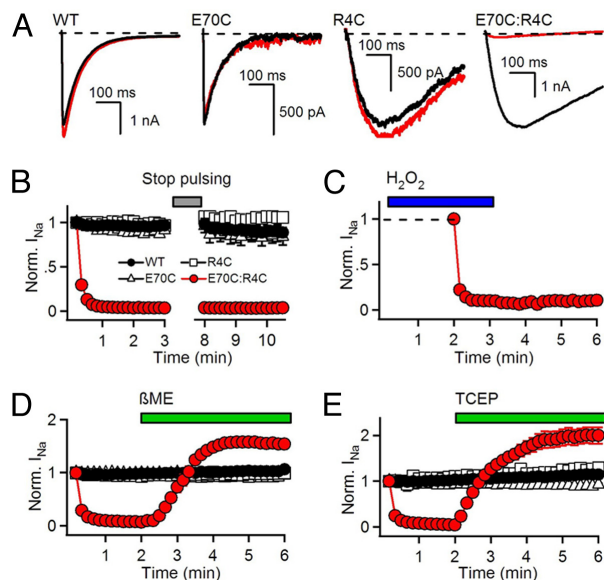 A WT E70C R4C E70C:R4C
100 ms 1 nA 100 ms 500 pA 100 ms 500 pA 100 ms 1 nA
B Stop pulsing
Norm. INa
1
.5
0
WT R4C
E70C E70C:R4C
1 2 3 8 9 10
Time (min)
C H2O2
Norm. INa
1
.5
0
1 2 3 4 5 6
Time (min)
D ßME
Norm. INa
2
1
0
1 2 3 4 5 6
Time (min)
E TCEP
Norm. INa
2
1
0
1 2 3 4 5 6
Time (min)